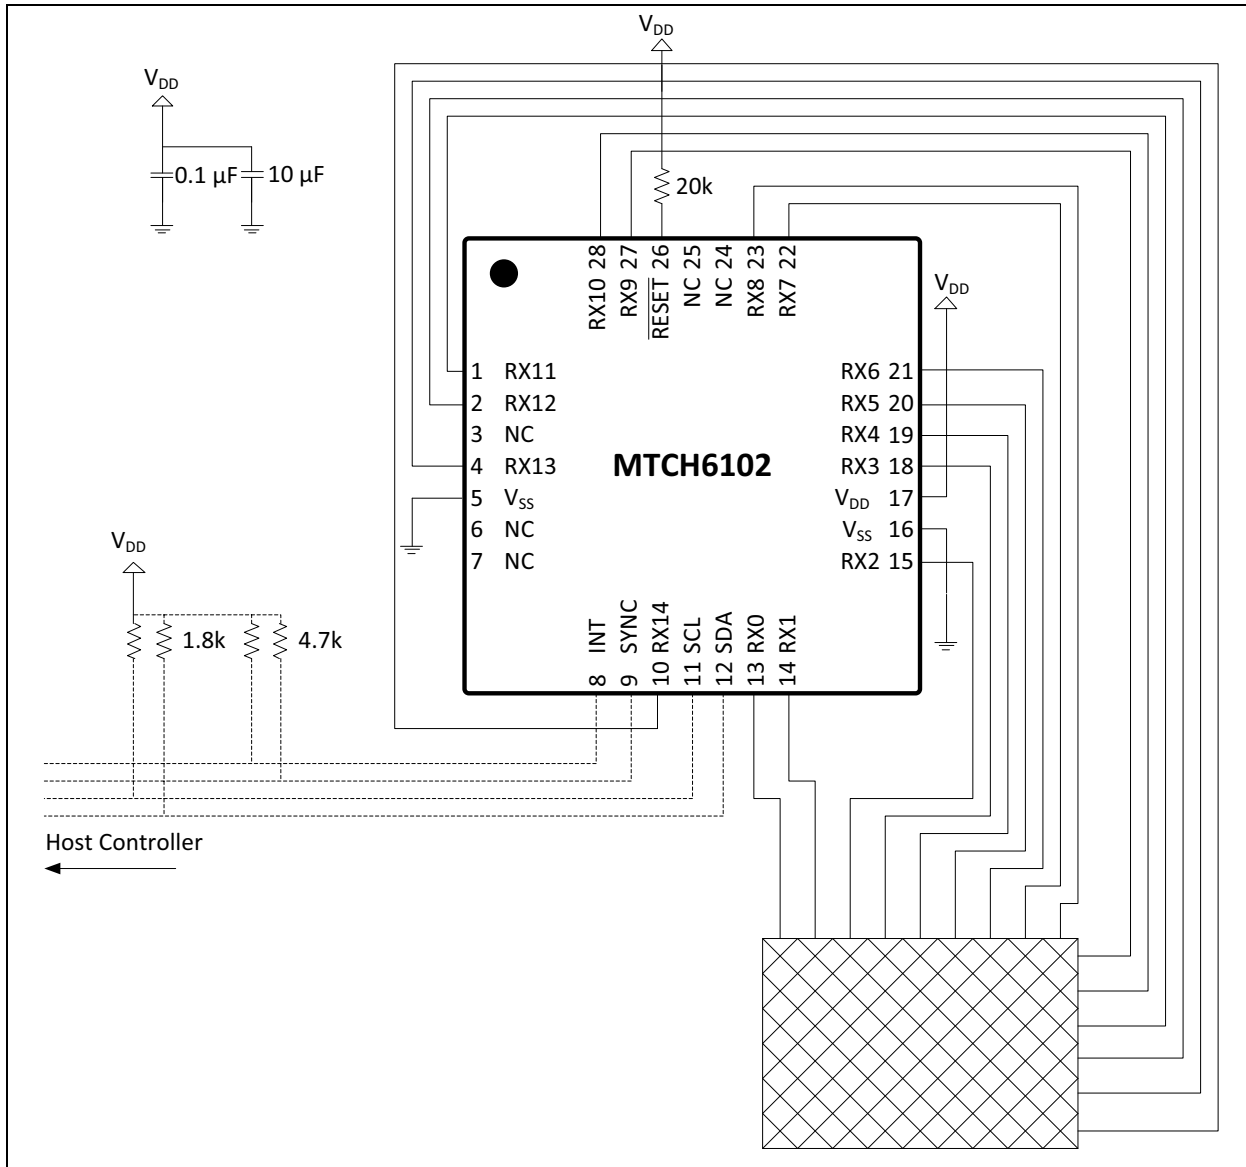 VDD
VDD
0.1 µF
10 µF
20k
RX10 28
RX9 27
RESET 26
NC 25
NC 24
RX8 23
RX7 22
VDD
1 RX11
2 RX12
3 NC
4 RX13
5 VSS
6 NC
7 NC
MTCH6102
RX6 21
RX5 20
RX4 19
RX3 18
VDD 17
VSS 16
RX2 15
VDD
1.8k
4.7k
8 INT
9 SYNC
10 RX14
11 SCL
12 SDA
13 RX0
14 RX1
Host Controller